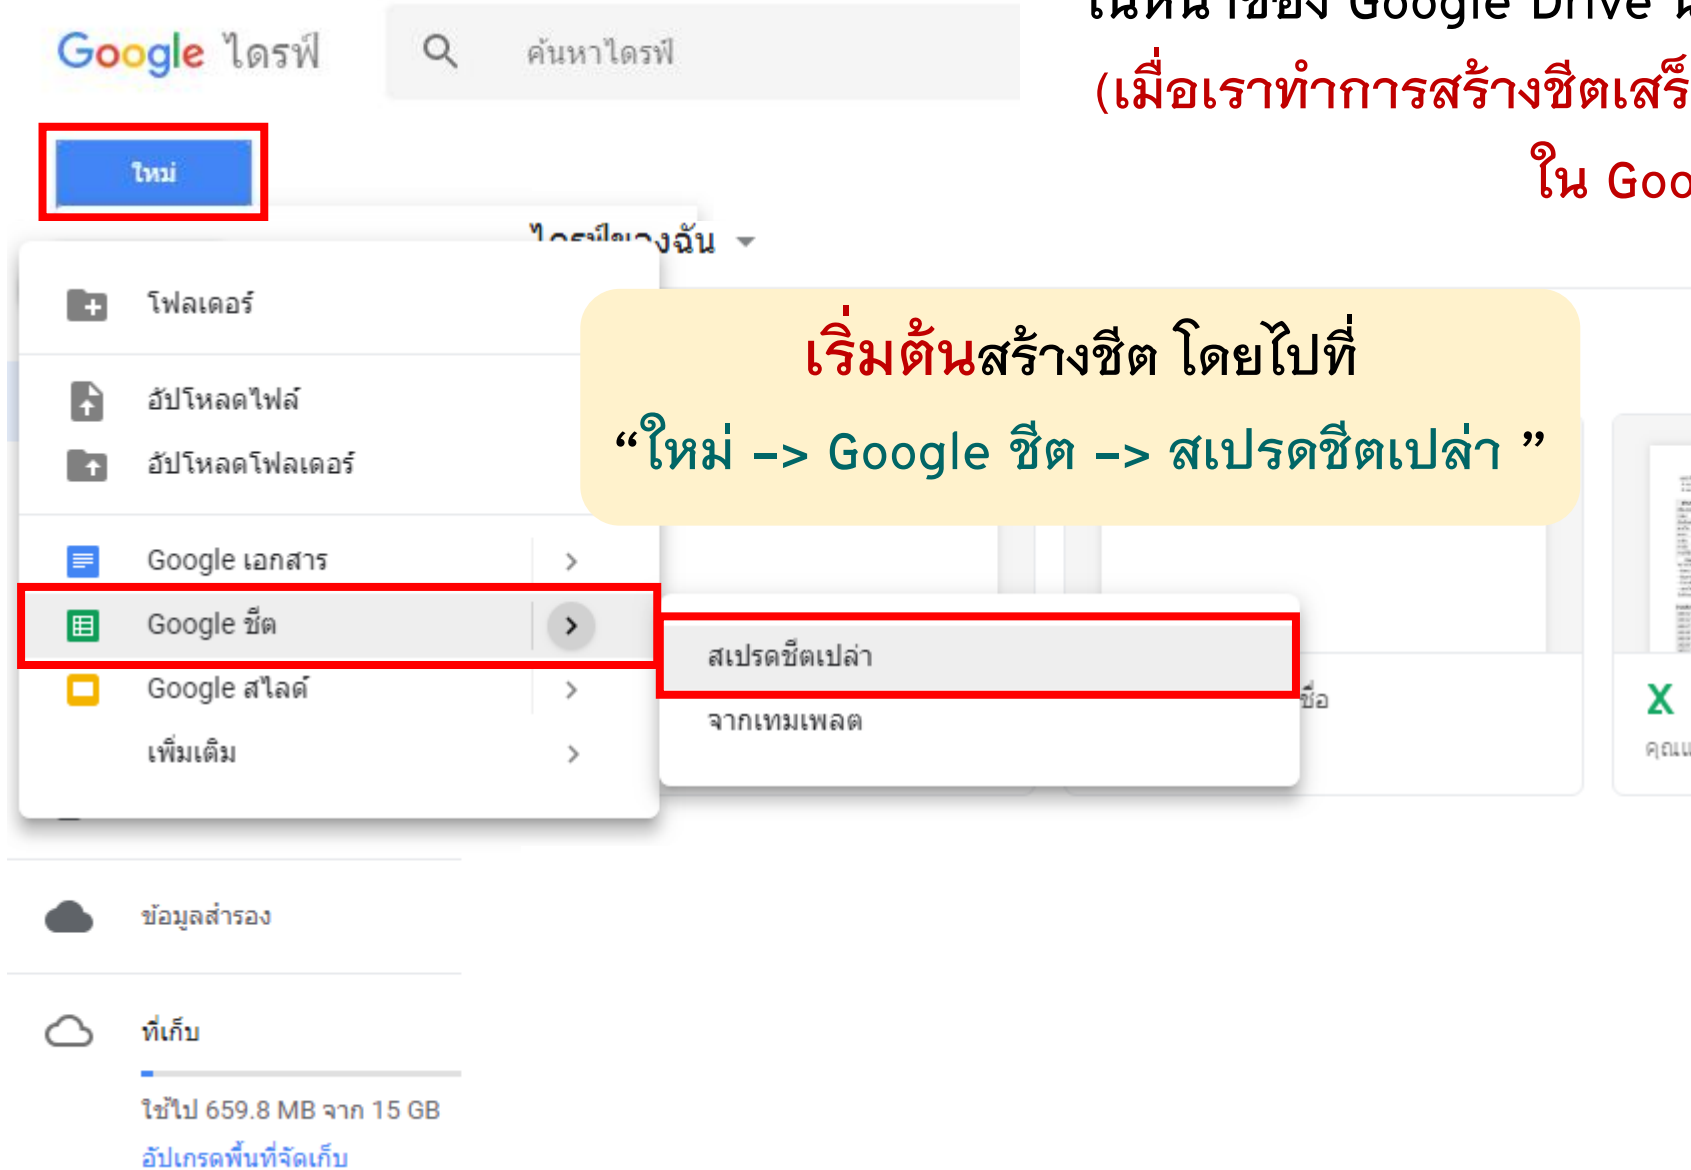 ในหน้าของ Google Drive
(เมื่อเราทำการสร้างชีตเสร็
ใน Goo
Google ไดรฟ์
ค้นหาไดรฟ์
ใหม่
ไดรฟ์ของฉัน
โฟลเดอร์
อัปโหลดไฟล์
อัปโหลดโฟลเดอร์
Google เอกสาร
Google ชีต
Google สไลด์
เพิ่มเติม
เริ่มต้นสร้างชีต โดยไปที่
“ใหม่ -> Google ชีต -> สเปรดชีตเปล่า ”
สเปรดชีตเปล่า
จากเทมเพลต
ชื่อ
X
คุณ
ข้อมูลสำรอง
ที่เก็บ
ใช้ไป 659.8 MB จาก 15 GB
อัปเกรดพื้นที่จัดเก็บ